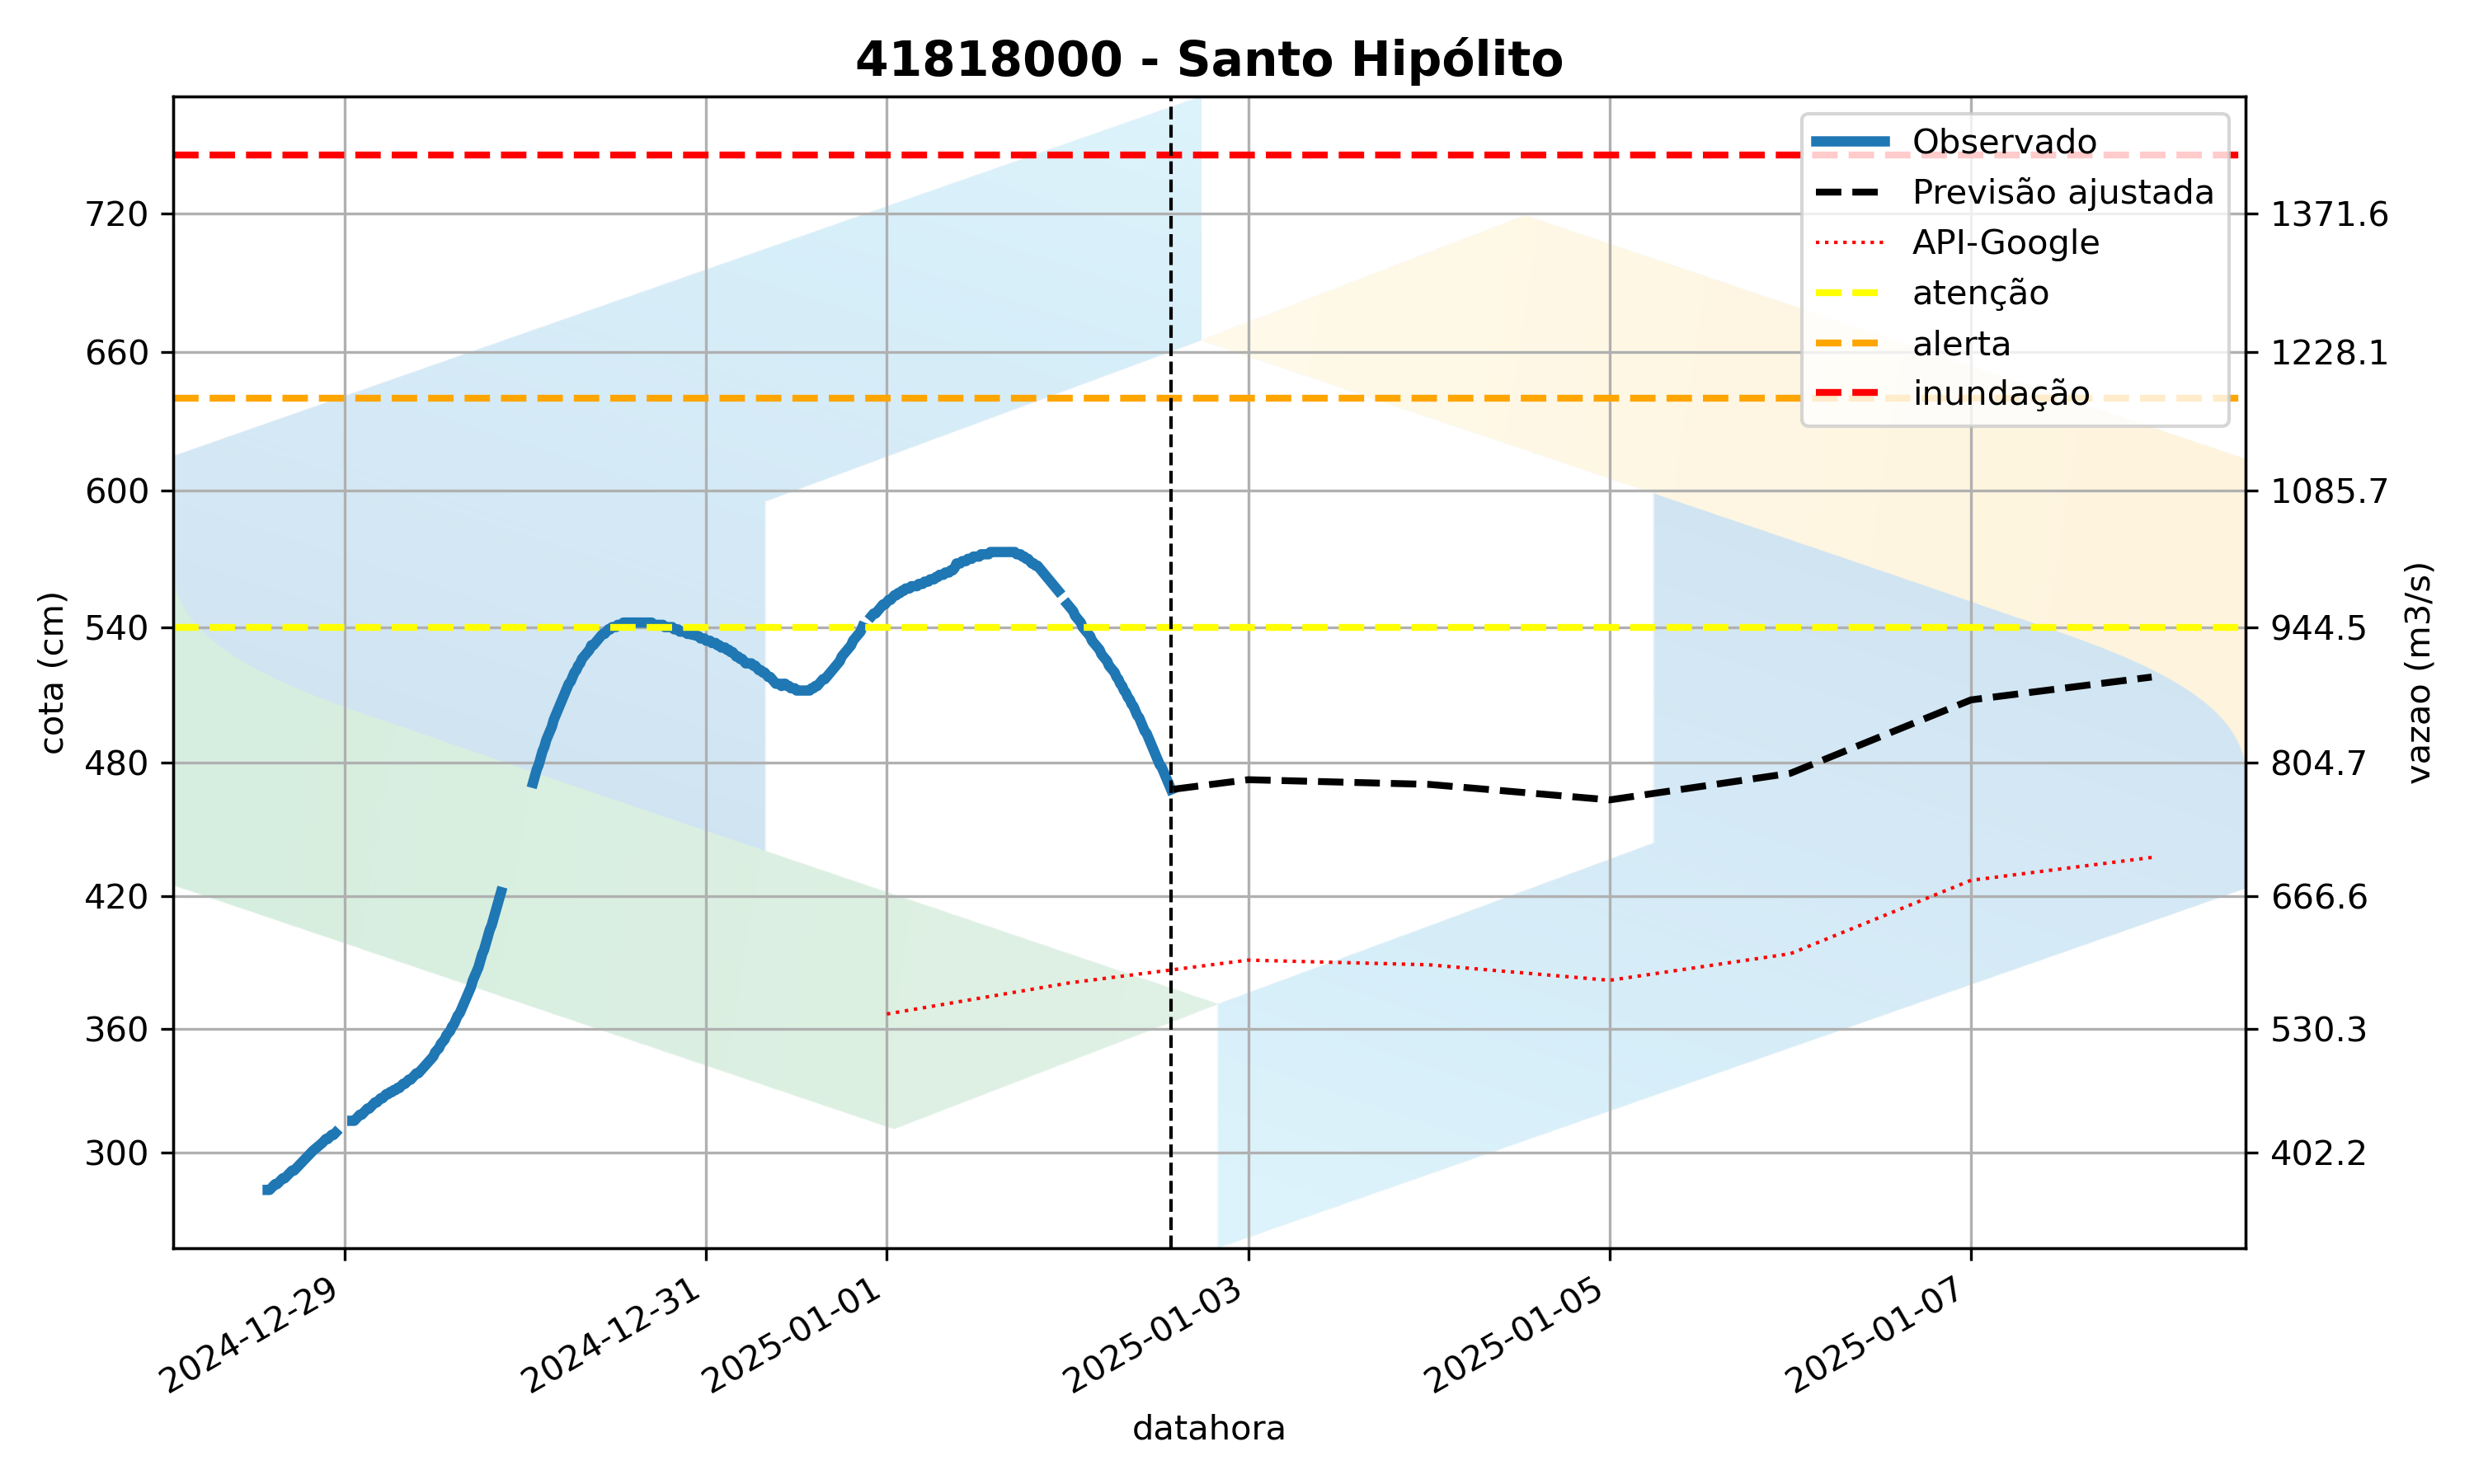 41818000 - Santo Hipólito
Observado
Previsão ajustada
API-Google
atenção
alerta
inundação
cota (cm)
720
660
600
540
480
420
360
300
1371.6
1228.1
1085.7
944.5
804.7
666.6
530.3
402.2
vazao (m3/s)
2024-12-29
2024-12-31
2025-01-01
2025-01-03
2025-01-05
2025-01-07
datahora